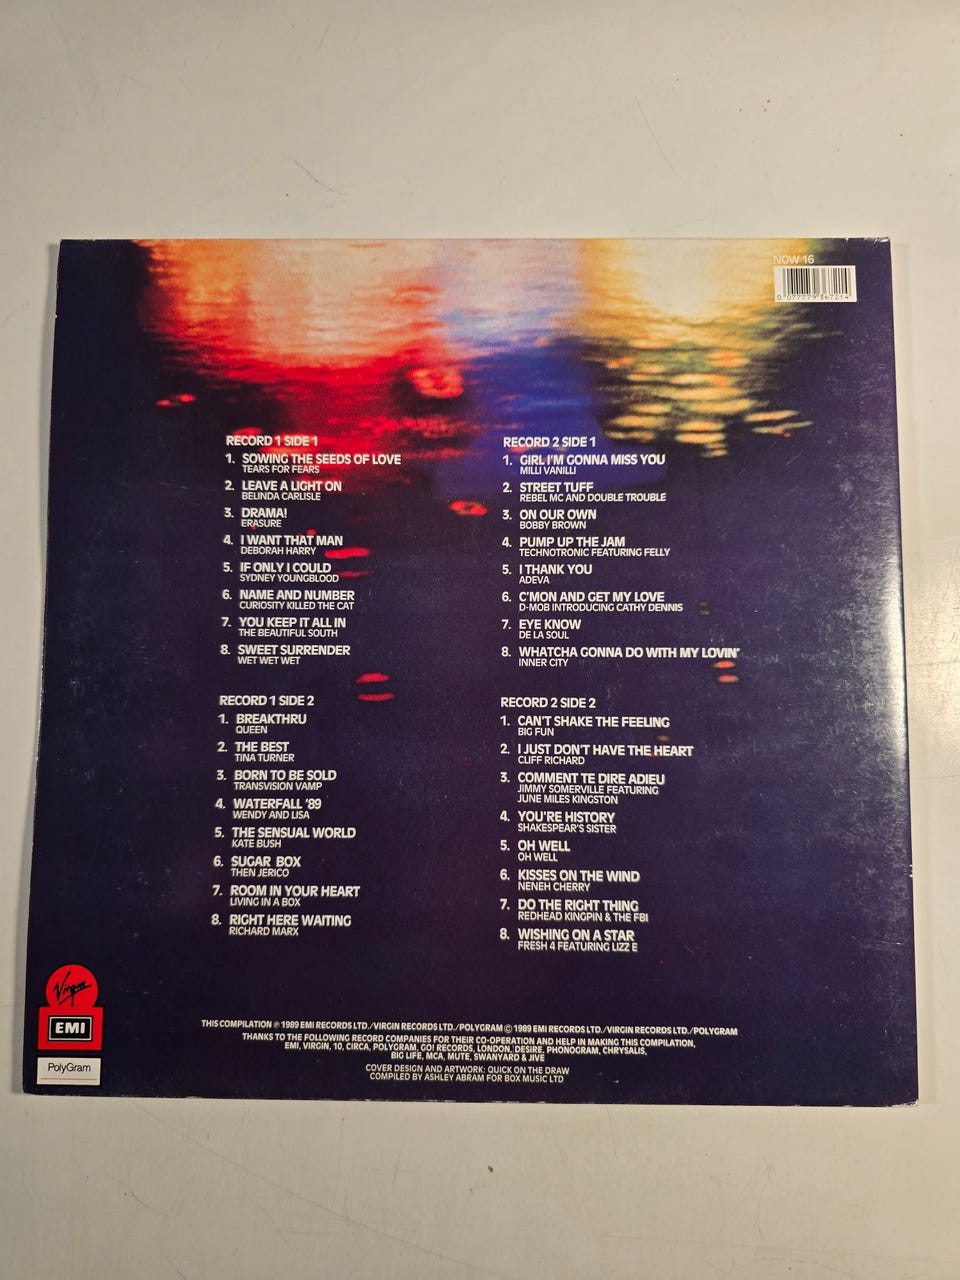 NOW 16
0 077779 367214
RECORD 1 SIDE 1
1. SOWING THE SEEDS OF LOVE
TEARS FOR FEARS
2. LEAVE A LIGHT ON
BELINDA CARLISLE
3. DRAMA!
ERASURE
4. I WANT THAT MAN
DEBORAH HARRY
5. IF ONLY I COULD
SYDNEY YOUNGBLOOD
6. NAME AND NUMBER
CURIOSITY KILLED THE CAT
7. YOU KEEP IT ALL IN
THE BEAUTIFUL SOUTH
8. SWEET SURRENDER
WET WET WET
RECORD 1 SIDE 2
1. BREAKTHRU
QUEEN
2. THE BEST
TINA TURNER
3. BORN TO BE SOLD
TRANSVISION VAMP
4. WATERFALL '89
WENDY AND LISA
5. THE SENSUAL WORLD
KATE BUSH
6. SUGAR BOX
THEN JERICO
7. ROOM IN YOUR HEART
LIVING IN A BOX
8. RIGHT HERE WAITING
RICHARD MARX
RECORD 2 SIDE 1
1. GIRL I'M GONNA MISS YOU
MILLI VANILLI
2. STREET TUFF
REBEL MC AND DOUBLE TROUBLE
3. ON OUR OWN
BOBBY BROWN
4. PUMP UP THE JAM
TECHNOTRONIC FEATURING FELLY
5. I THANK YOU
ADEVA
6. C'MON AND GET MY LOVE
D-MOB INTRODUCING CATHY DENNIS
7. EYE KNOW
DE LA SOUL
8. WHATCHA GONNA DO WITH MY LOVIN'
INNER CITY
RECORD 2 SIDE 2
1. CAN'T SHAKE THE FEELING
BIG FUN
2. I JUST DON'T HAVE THE HEART
CLIFF RICHARD
3. COMMENT TE DIRE ADIEU
JIMMY SOMERVILLE FEATURING
JUNE MILES KINGSTON
4. YOU'RE HISTORY
SHAKESPEAR'S SISTER
5. OH WELL
OH WELL
6. KISSES ON THE WIND
NENEH CHERRY
7. DO THE RIGHT THING
REDHEAD KINGPIN & THE FBI
8. WISHING ON A STAR
FRESH 4 FEATURING LIZZ E
Virgin
EMI
PolyGram
THIS COMPILATION ℗ 1989 EMI RECORDS LTD./VIRGIN RECORDS LTD./POLYGRAM © 1989 EMI RECORDS LTD./VIRGIN RECORDS LTD./POLYGRAM
THANKS TO THE FOLLOWING RECORD COMPANIES FOR THEIR CO-OPERATION AND HELP IN MAKING THIS COMPILATION,
EMI, VIRGIN, 10, CIRCA, POLYGRAM, GO! RECORDS, LONDON, DESIRE, PHONOGRAM, CHRYSALIS,
BIG LIFE, MCA, MUTE, SWANYARD & JIVE
COVER DESIGN AND ARTWORK: QUICK ON THE DRAW
COMPILED BY ASHLEY ABRAM FOR BOX MUSIC LTD